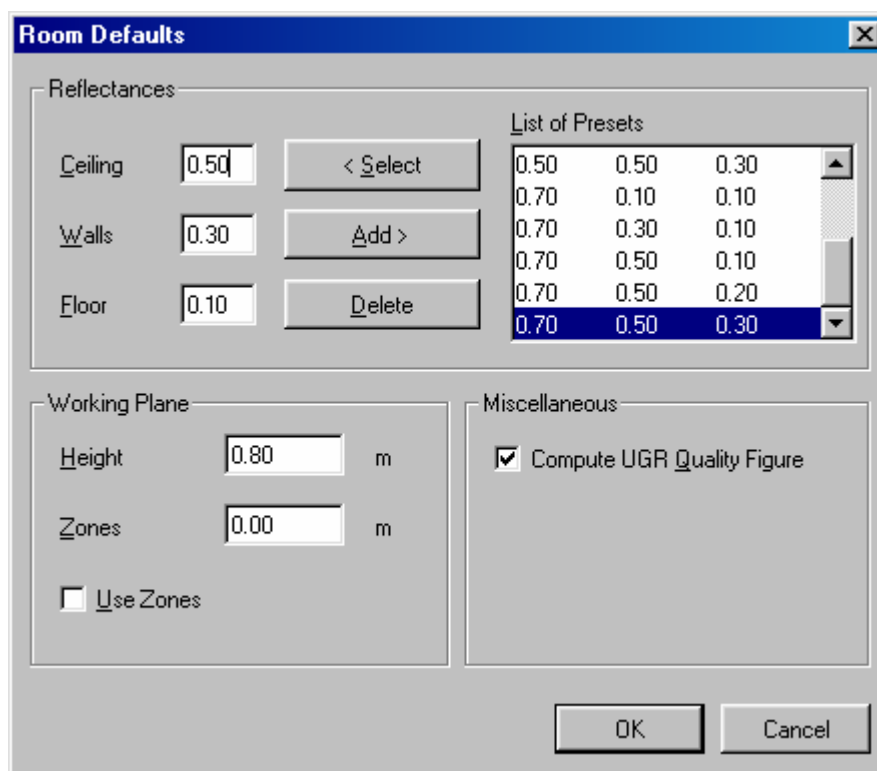 Room Defaults
Reflectances
Ceiling 0.50
Walls 0.30
Floor 0.10
< Select
Add >
Delete
List of Presets
0.50 0.50 0.30
0.70 0.10 0.10
0.70 0.30 0.10
0.70 0.50 0.10
0.70 0.50 0.20
0.70 0.50 0.30
Working Plane
Height 0.80 m
Zones 0.00 m
Use Zones
Miscellaneous
Compute UGR Quality Figure
OK
Cancel